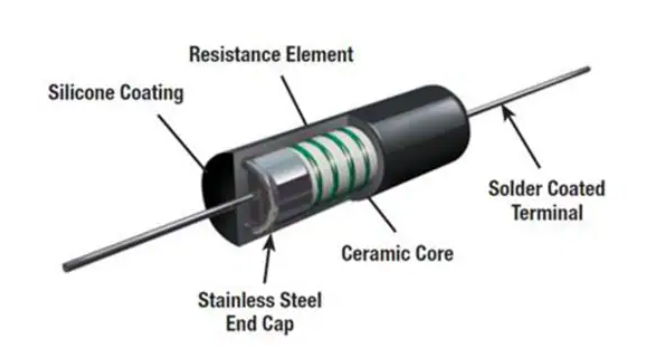 Resistance Element
Silicone Coating
Solder Coated
Terminal
Ceramic Core
Stainless Steel
End Cap